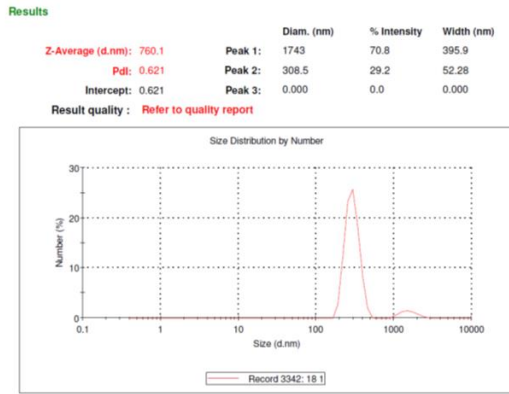 Results
Diam. (nm) % Intensity Width (nm)
Z-Average (d.nm): 760.1 Peak 1: 1743 70.8 395.9
PdI: 0.621 Peak 2: 308.5 29.2 52.28
Intercept: 0.621 Peak 3: 0.000 0.0 0.000
Result quality : Refer to quality report
Size Distribution by Number
30
20
10
0
Number (%)
0.1 1 10 100 1000 10000
Size (d.nm)
Record 3342: 18 1